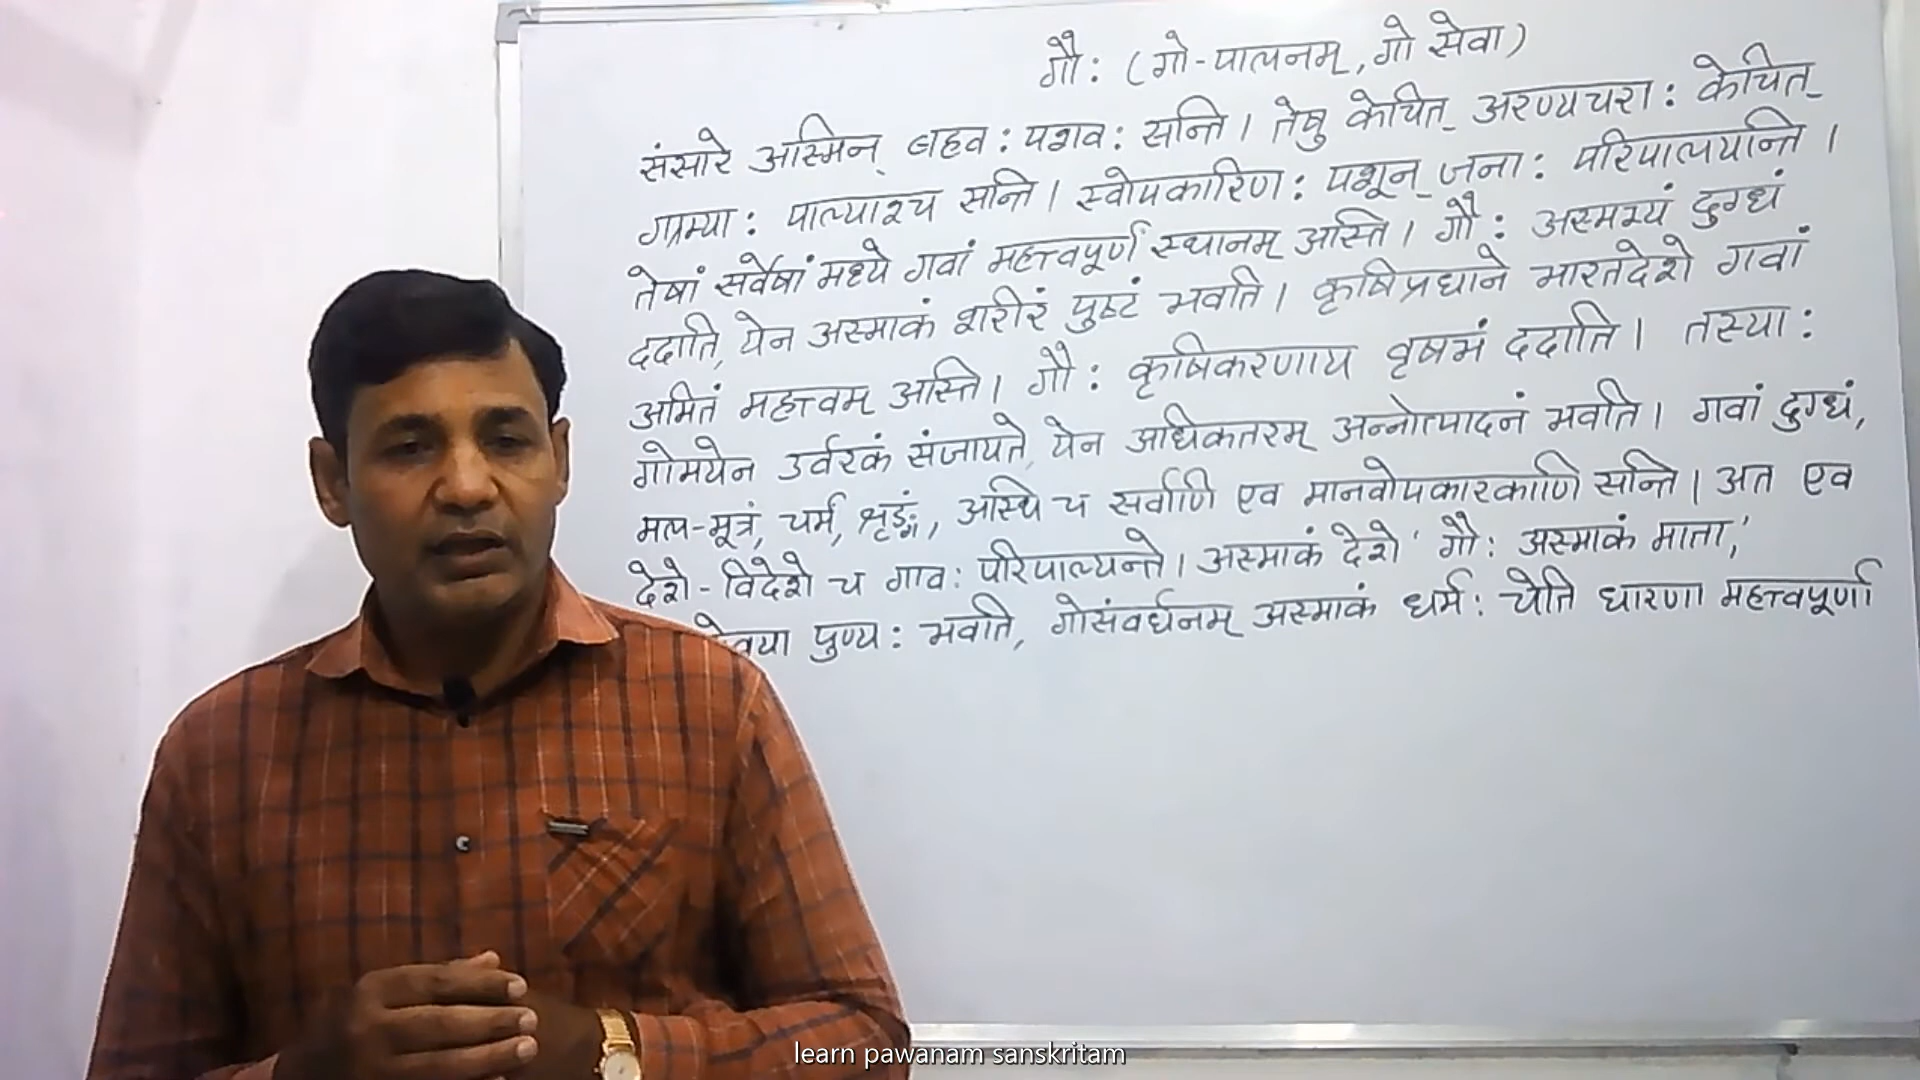 गौः (गो-पालनम्, गो सेवा)
संसारे अस्मिन् बहवः पशवः सन्ति। तेषु केचित् अरण्यचराः केचित्
ग्राम्याः पाल्याश्च सन्ति। स्वोपकारिणः पशून् जनाः परिपालयन्ति।
तेषां सर्वेषां मध्ये गवां महत्त्वपूर्णं स्थानम् अस्ति। गौः अस्मभ्यं दुग्धं
ददाति, येन अस्माकं शरीरं पुष्टं भवति। कृषिप्रधाने भारतदेशे गवां
अमितं महत्त्वम् अस्ति। गौः कृषिकरणाय वृषभं ददाति। तस्याः
गोमयेन उर्वरकं संजायते, येन अधिकतरम् अन्नोत्पादनं भवति। गवां दुग्धं,
मल-मूत्रं, चर्म, शृङ्गं, अस्थि च सर्वाणि एव मानवोपकारकाणि सन्ति। अत एव
देशे-विदेशे च गावः परिपाल्यन्ते। अस्माकं देशे 'गौः अस्माकं माता,'
पुण्यः भवति, गोसंवर्धनम् अस्माकं धर्मः चेति धारणा महत्त्वपूर्णा
learn pawanam sanskritam